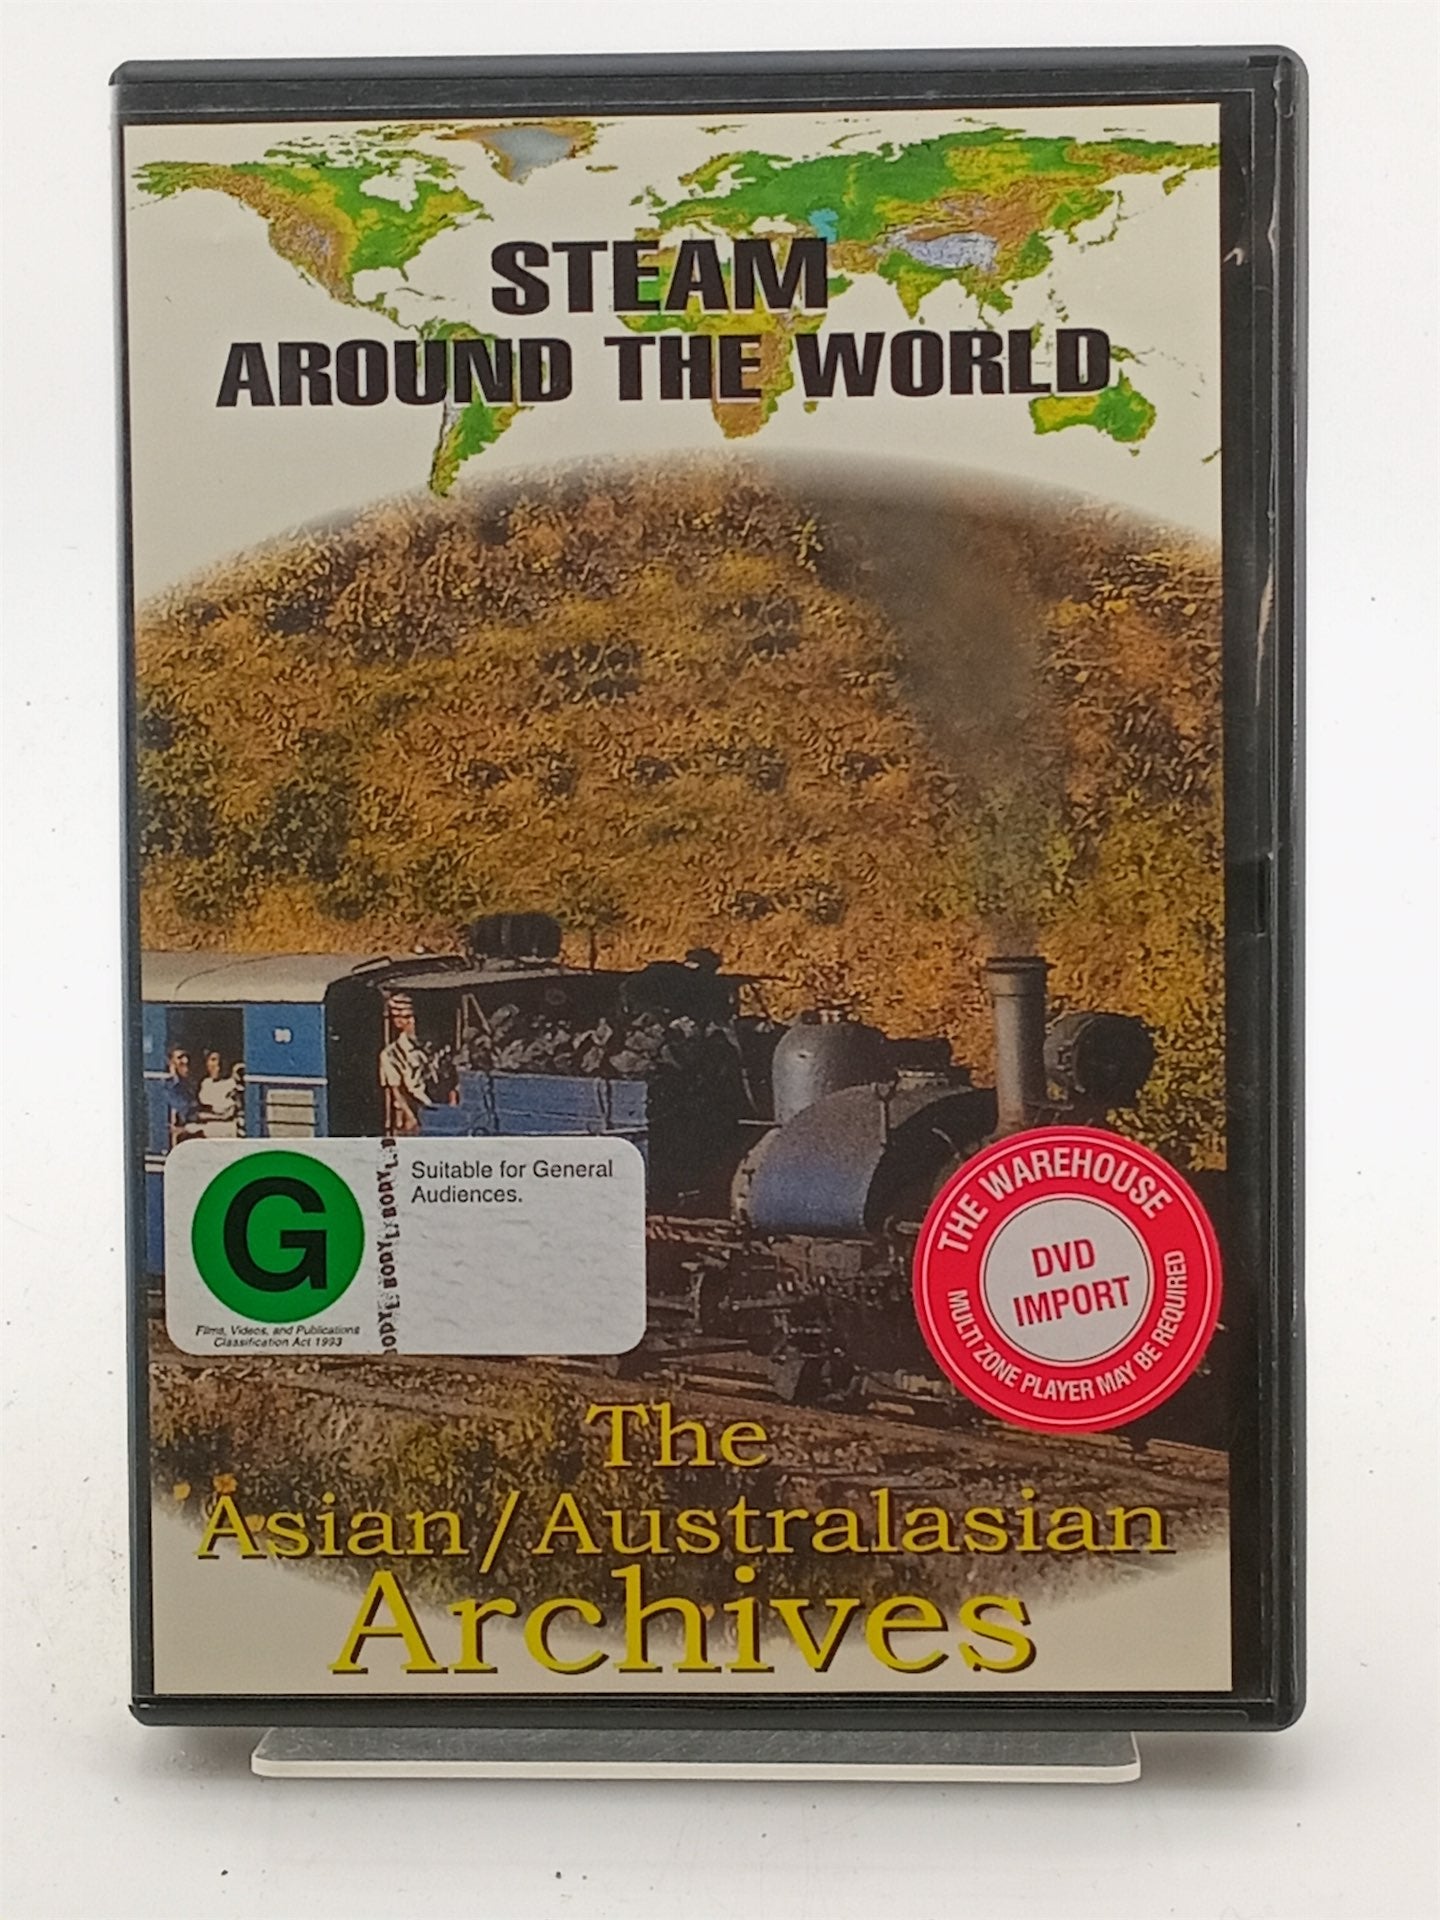 STEAM
AROUND THE WORLD
Suitable for General
Audiences.
G
Films, Videos, and Publications
Classification Act 1993
THE WAREHOUSE
DVD
IMPORT
MULTI ZONE PLAYER MAY BE REQUIRED
The
Asian/Australasian
Archives